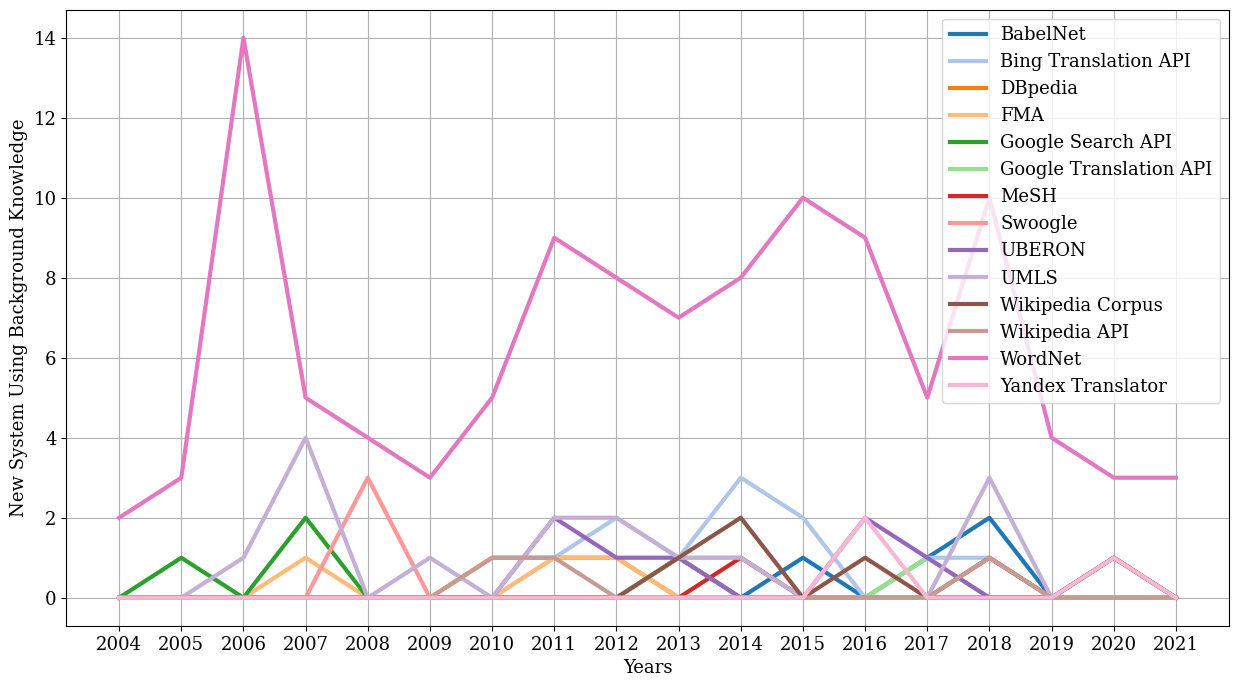 14
12
10
8
6
4
2
0
New System Using Background Knowledge
BabelNet
Bing Translation API
DBpedia
FMA
Google Search API
Google Translation API
MeSH
Swoogle
UBERON
UMLS
Wikipedia Corpus
Wikipedia API
WordNet
Yandex Translator
2004 2005 2006 2007 2008 2009 2010 2011 2012 2013 2014 2015 2016 2017 2018 2019 2020 2021
Years